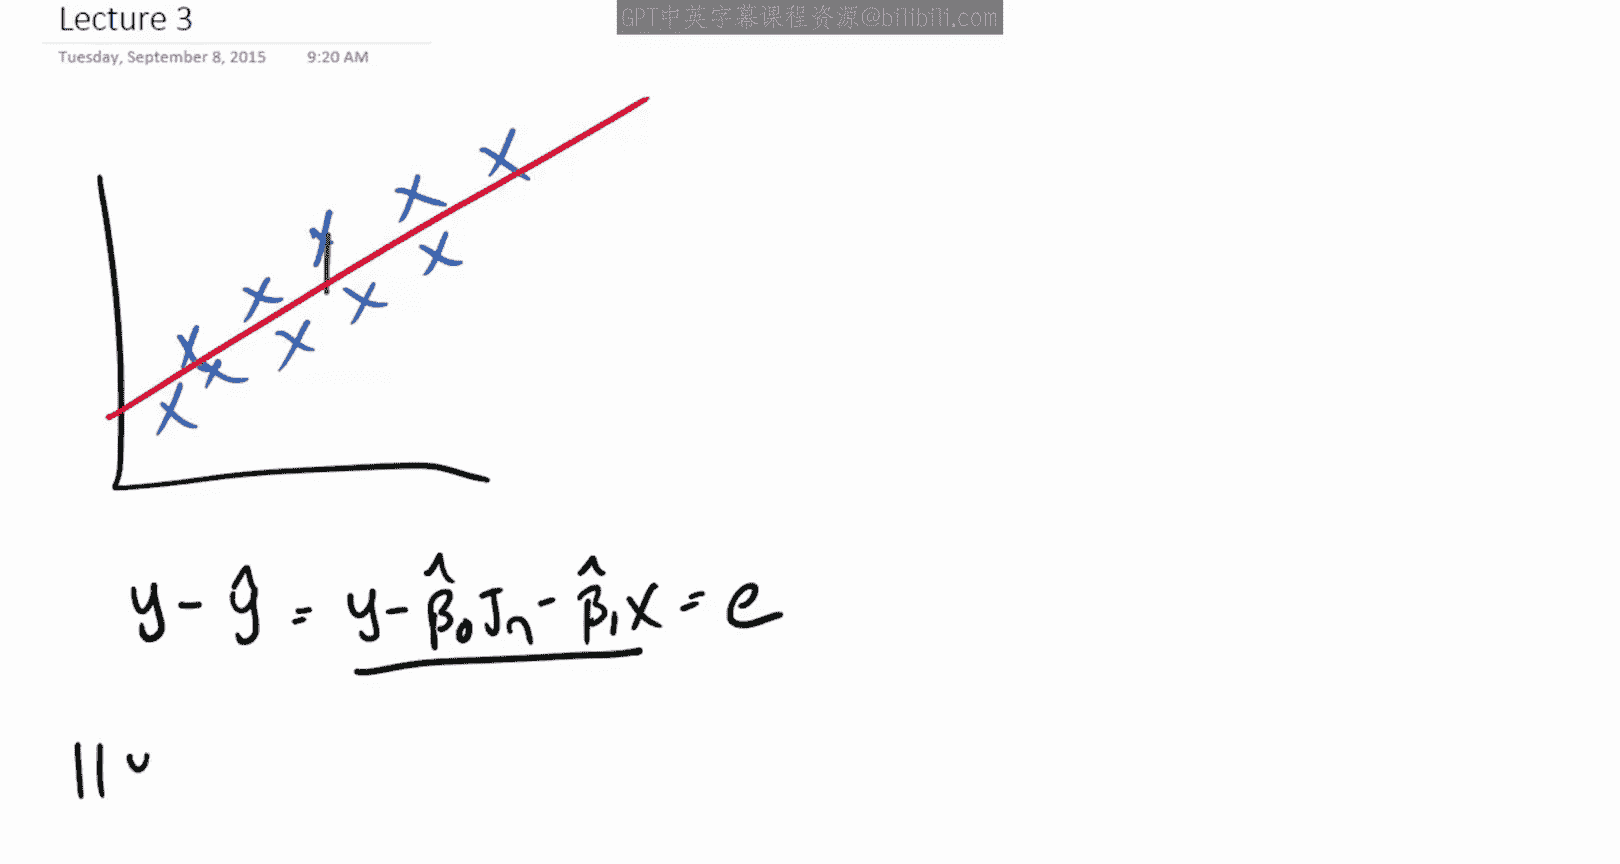 Lecture 3
GPT中英字幕课程资源@bilibili.com
Tuesday, September 8, 2015 9:20 AM
y - ŷ = y - β̂₀Jₙ - β̂₁x = e
||